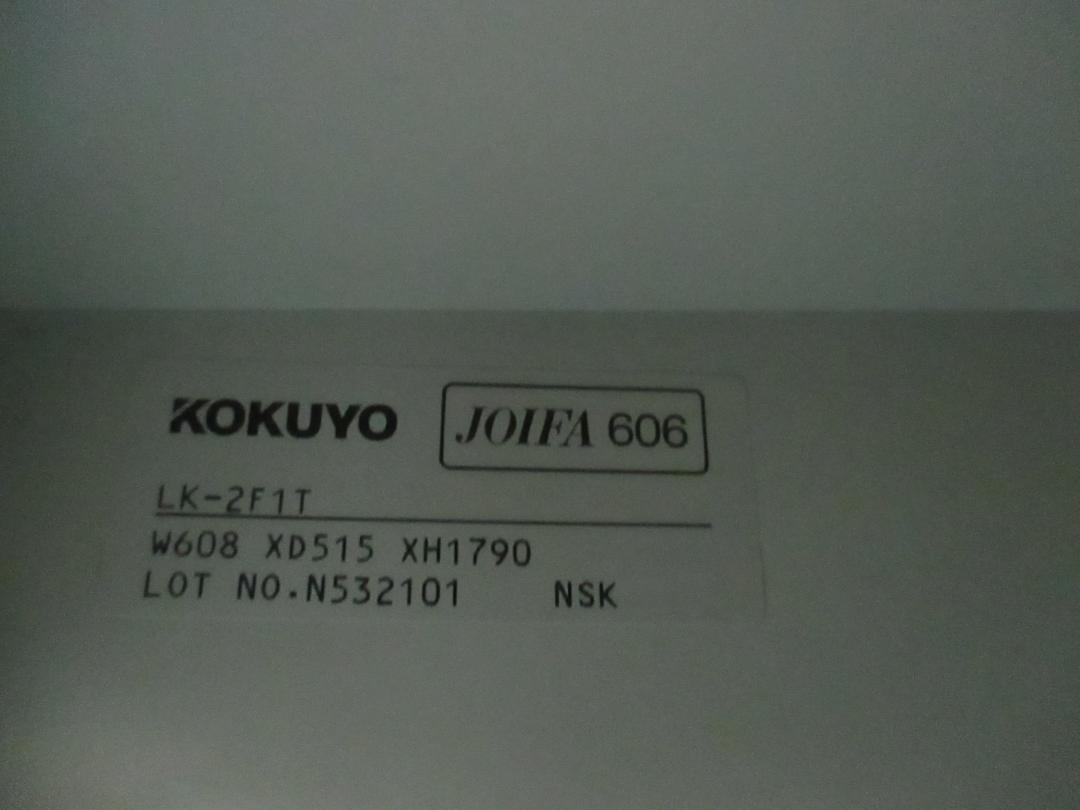 KOKUYO JOIFA 606
LK-2F1T
W608 XD515 XH1790
LOT NO.N532101 NSK